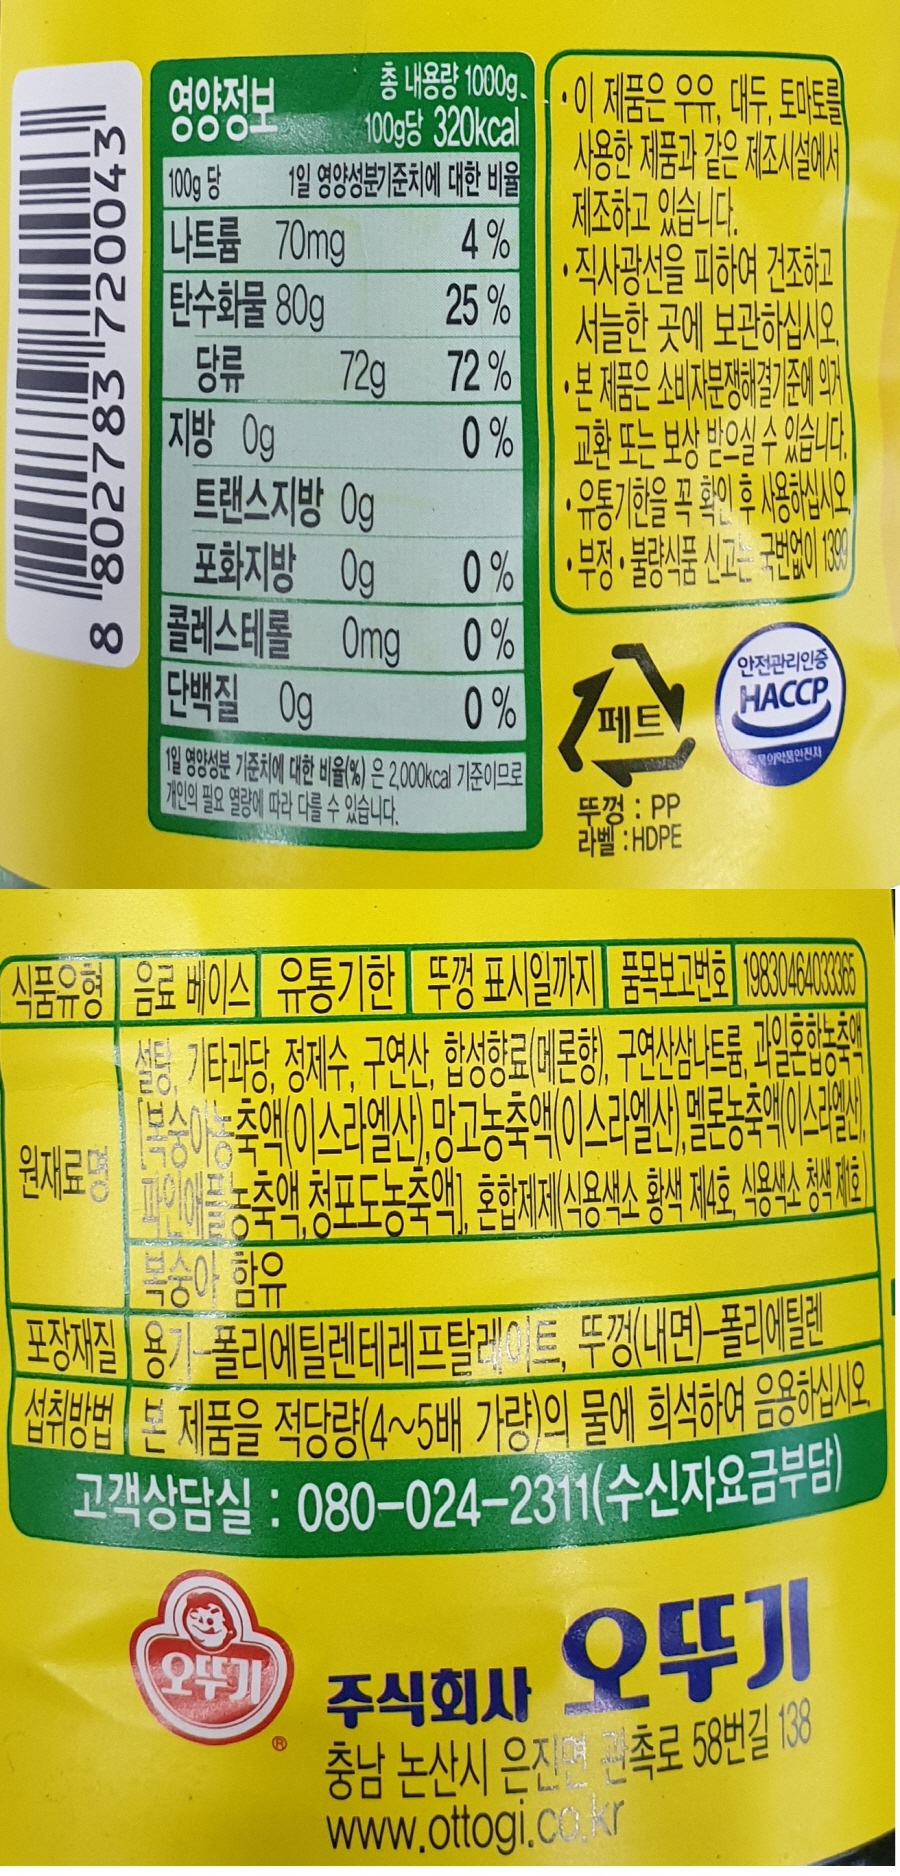 8 802783 720043
영양정보
총 내용량 1000g
100g당 320kcal
100g 당 1일 영양성분기준치에 대한 비율
나트륨 70mg 4 %
탄수화물 80g 25 %
당류 72g 72 %
지방 0g 0 %
트랜스지방 0g
포화지방 0g 0 %
콜레스테롤 0mg 0 %
단백질 0g 0 %
1일 영양성분 기준치에 대한 비율(%) 은 2,000kcal 기준이므로
개인의 필요 열량에 따라 다를 수 있습니다.
• 이 제품은 우유, 대두, 토마토를
사용한 제품과 같은 제조시설에서
제조하고 있습니다.
• 직사광선을 피하여 건조하고
서늘한 곳에 보관하십시오.
• 본 제품은 소비자분쟁해결기준에 의거
교환 또는 보상 받으실 수 있습니다.
• 유통기한을 꼭 확인 후 사용하십시오.
• 부정 • 불량식품 신고는 국번없이 1399
페트
뚜껑 : PP
라벨 : HDPE
안전관리인증
HACCP
식품의약품안전처
식품유형 음료 베이스 유통기한 뚜껑 표시일까지 품목보고번호 19830464033365
원재료명
설탕, 기타과당, 정제수, 구연산, 합성향료(메론향), 구연산삼나트륨, 과일혼합농축액
[복숭아농축액(이스라엘산),망고농축액(이스라엘산),멜론농축액(이스라엘산),
파인애플농축액,청포도농축액], 혼합제제(식용색소 황색 제4호, 식용색소 청색 제1호)
복숭아 함유
포장재질 용기-폴리에틸렌테레프탈레이트, 뚜껑(내면)-폴리에틸렌
섭취방법 본 제품을 적당량(4~5배 가량)의 물에 희석하여 음용하십시오.
고객상담실 : 080-024-2311(수신자요금부담)
오뚜기
®
주식회사 오뚜기
충남 논산시 은진면 관촉로 58번길 138
www.ottogi.co.kr